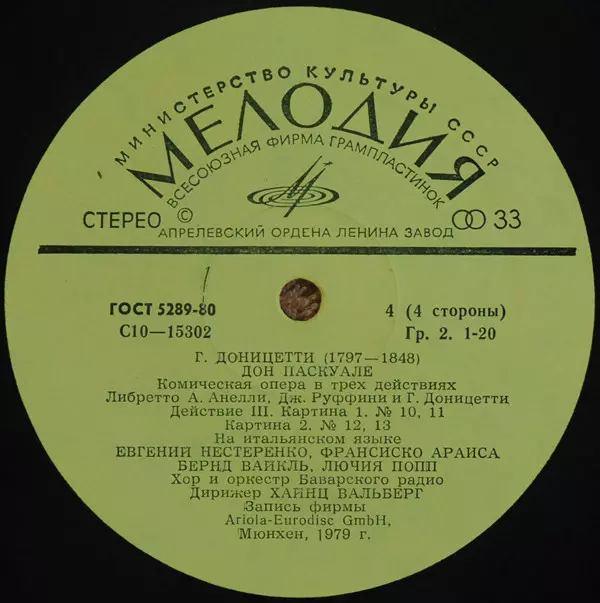 МИНИСТЕРСТВО КУЛЬТУРЫ СССР
МЕЛОДИЯ
ВСЕСОЮЗНАЯ ФИРМА ГРАМПЛАСТИНОК
СТЕРЕО © 33
АПРЕЛЕВСКИЙ ОРДЕНА ЛЕНИНА ЗАВОД
ГОСТ 5289-80 4 (4 стороны)
С10—15302 Гр. 2. 1-20
Г. ДОНИЦЕТТИ (1797—1848)
ДОН ПАСКУАЛЕ
Комическая опера в трех действиях
Либретто А. Анелли, Дж. Руффини и Г. Доницетти
Действие III. Картина 1. № 10, 11
Картина 2. № 12, 13
На итальянском языке
ЕВГЕНИЙ НЕСТЕРЕНКО, ФРАНСИСКО АРАИСА
БЕРНД ВАЙКЛЬ, ЛЮЧИЯ ПОПП
Хор и оркестр Баварского радио
Дирижер ХАЙНЦ ВАЛЬБЕРГ
Запись фирмы
Ariola-Eurodisc GmbH,
Мюнхен, 1979 г.